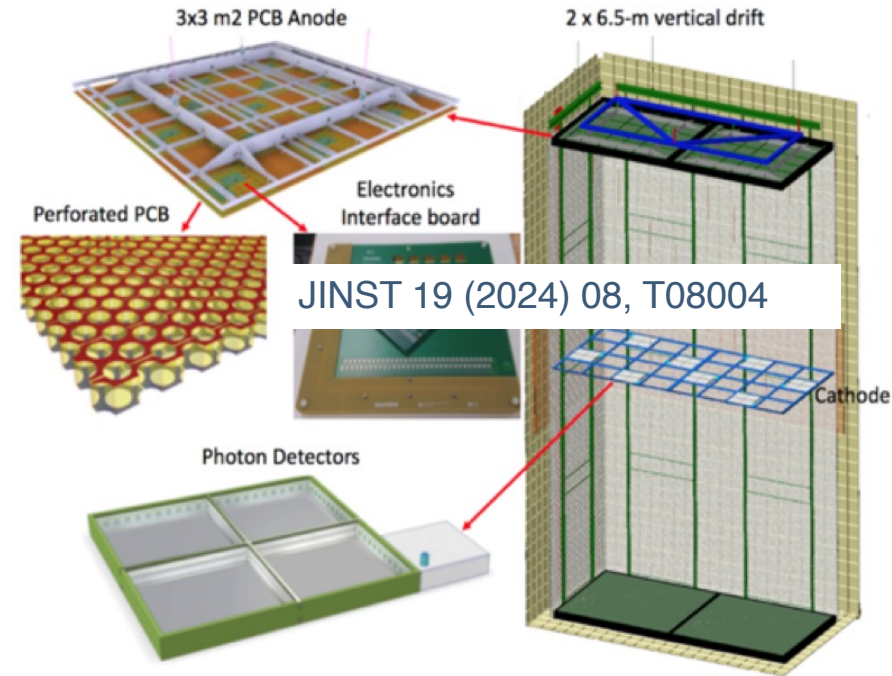 3x3 m2 PCB Anode
2 x 6.5-m vertical drift
Perforated PCB
Electronics
Interface board
JINST 19 (2024) 08, T08004
Cathode
Photon Detectors